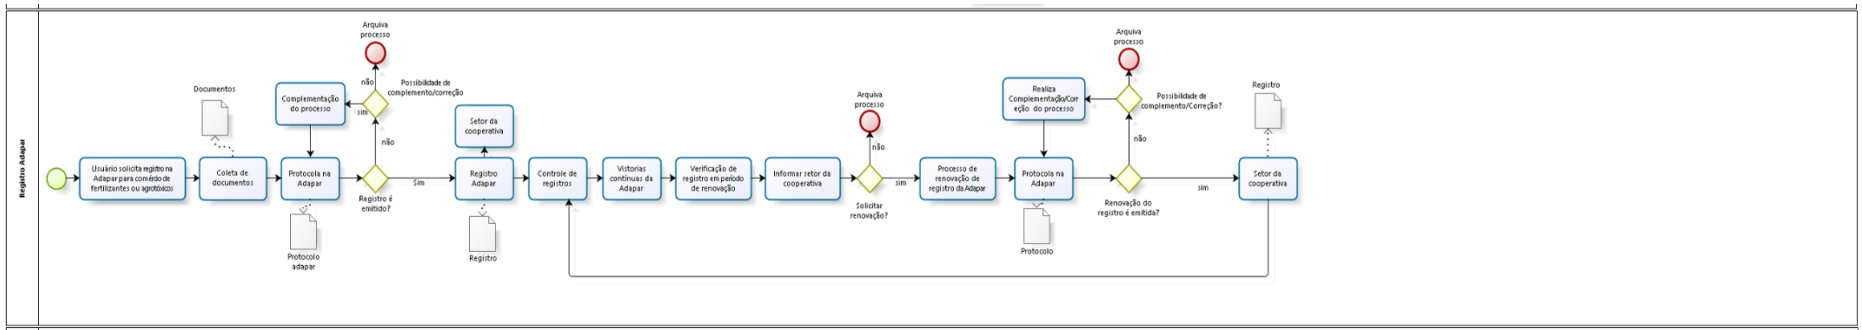 Registro Adapar
Usuário solicita registro na
Adapar para comércio de
fertilizantes ou agrotóxicos
Documentos
Coleta de
documentos
Complementação
do processo
Protocola na
Adapar
Protocolo
adapar
Arquiva
processo
não
Possibilidade de
complemento/correção
sim
não
Registro é
emitido?
Sim
Setor da
cooperativa
Registro
Adapar
Registro
Controle de
registros
Vistorias
contínuas da
Adapar
Verificação de
registro em período
de renovação
Informar setor da
cooperativa
Arquiva
processo
não
Solicitar
renovação?
sim
Processo de
renovação de
registro da Adapar
Realiza
Complementação/Corr
eção do processo
Protocola na
Adapar
Protocolo
Arquiva
processo
Possibilidade de
complemento/Correção?
não
Renovação do
registro é emitida?
sim
Registro
Setor da
cooperativa